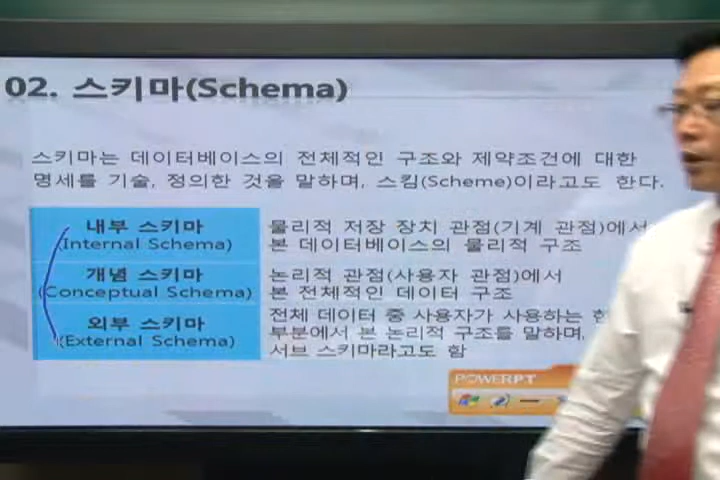 02. 스키마(Schema)
스키마는 데이터베이스의 전체적인 구조와 제약조건에 대한
명세를 기술, 정의한 것을 말하며, 스킴(Scheme)이라고도 한다.
내부 스키마
(Internal Schema)
물리적 저장 장치 관점(기계 관점)에서
본 데이터베이스의 물리적 구조
개념 스키마
(Conceptual Schema)
논리적 관점(사용자 관점)에서
본 전체적인 데이터 구조
외부 스키마
(External Schema)
전체 데이터 중 사용자가 사용하는 한
부분에서 본 논리적 구조를 말하며,
서브 스키마라고도 함
POWERPT